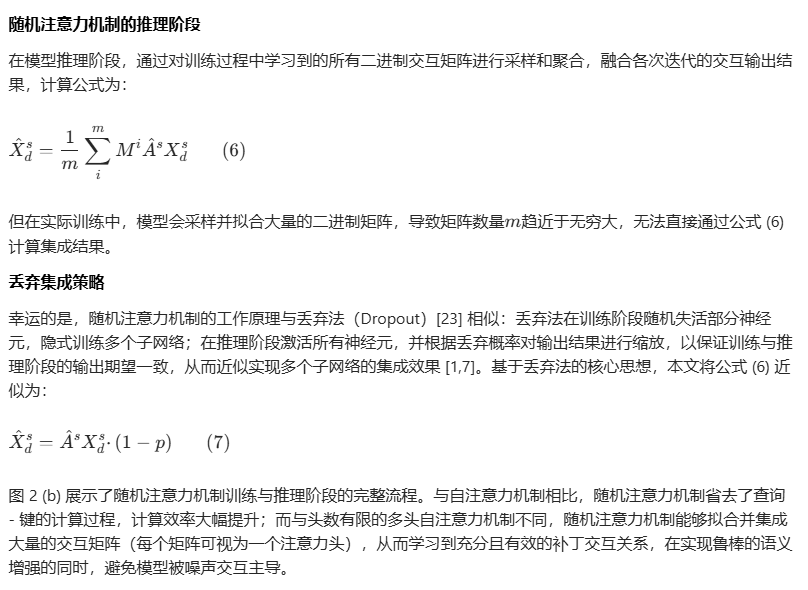 随机注意力机制的推理阶段
在模型推理阶段，通过对训练过程中学习到的所有二进制交互矩阵进行采样和聚合，融合各次迭代的交互输出结
果，计算公式为：
$\hat{X}_d^s = \frac{1}{m} \sum_i^m M^i \hat{A}^s X_d^s \quad (6)$
但在实际训练中，模型会采样并拟合大量的二进制矩阵，导致矩阵数量m趋近于无穷大，无法直接通过公式 (6)
计算集成结果。
丢弃集成策略
幸运的是，随机注意力机制的工作原理与丢弃法（Dropout）[23] 相似：丢弃法在训练阶段随机失活部分神经
元，隐式训练多个子网络；在推理阶段激活所有神经元，并根据丢弃概率对输出结果进行缩放，以保证训练与推
理阶段的输出期望一致，从而近似实现多个子网络的集成效果 [1,7]。基于丢弃法的核心思想，本文将公式 (6) 近
似为：
$\hat{X}_d^s = \hat{A}^s X_d^s \cdot (1 - p) \quad (7)$
图 2 (b) 展示了随机注意力机制训练与推理阶段的完整流程。与自注意力机制相比，随机注意力机制省去了查询
- 键的计算过程，计算效率大幅提升；而与头数有限的多头自注意力机制不同，随机注意力机制能够拟合并集成
大量的交互矩阵（每个矩阵可视为一个注意力头），从而学习到充分且有效的补丁交互关系，在实现鲁棒的语义
增强的同时，避免模型被噪声交互主导。